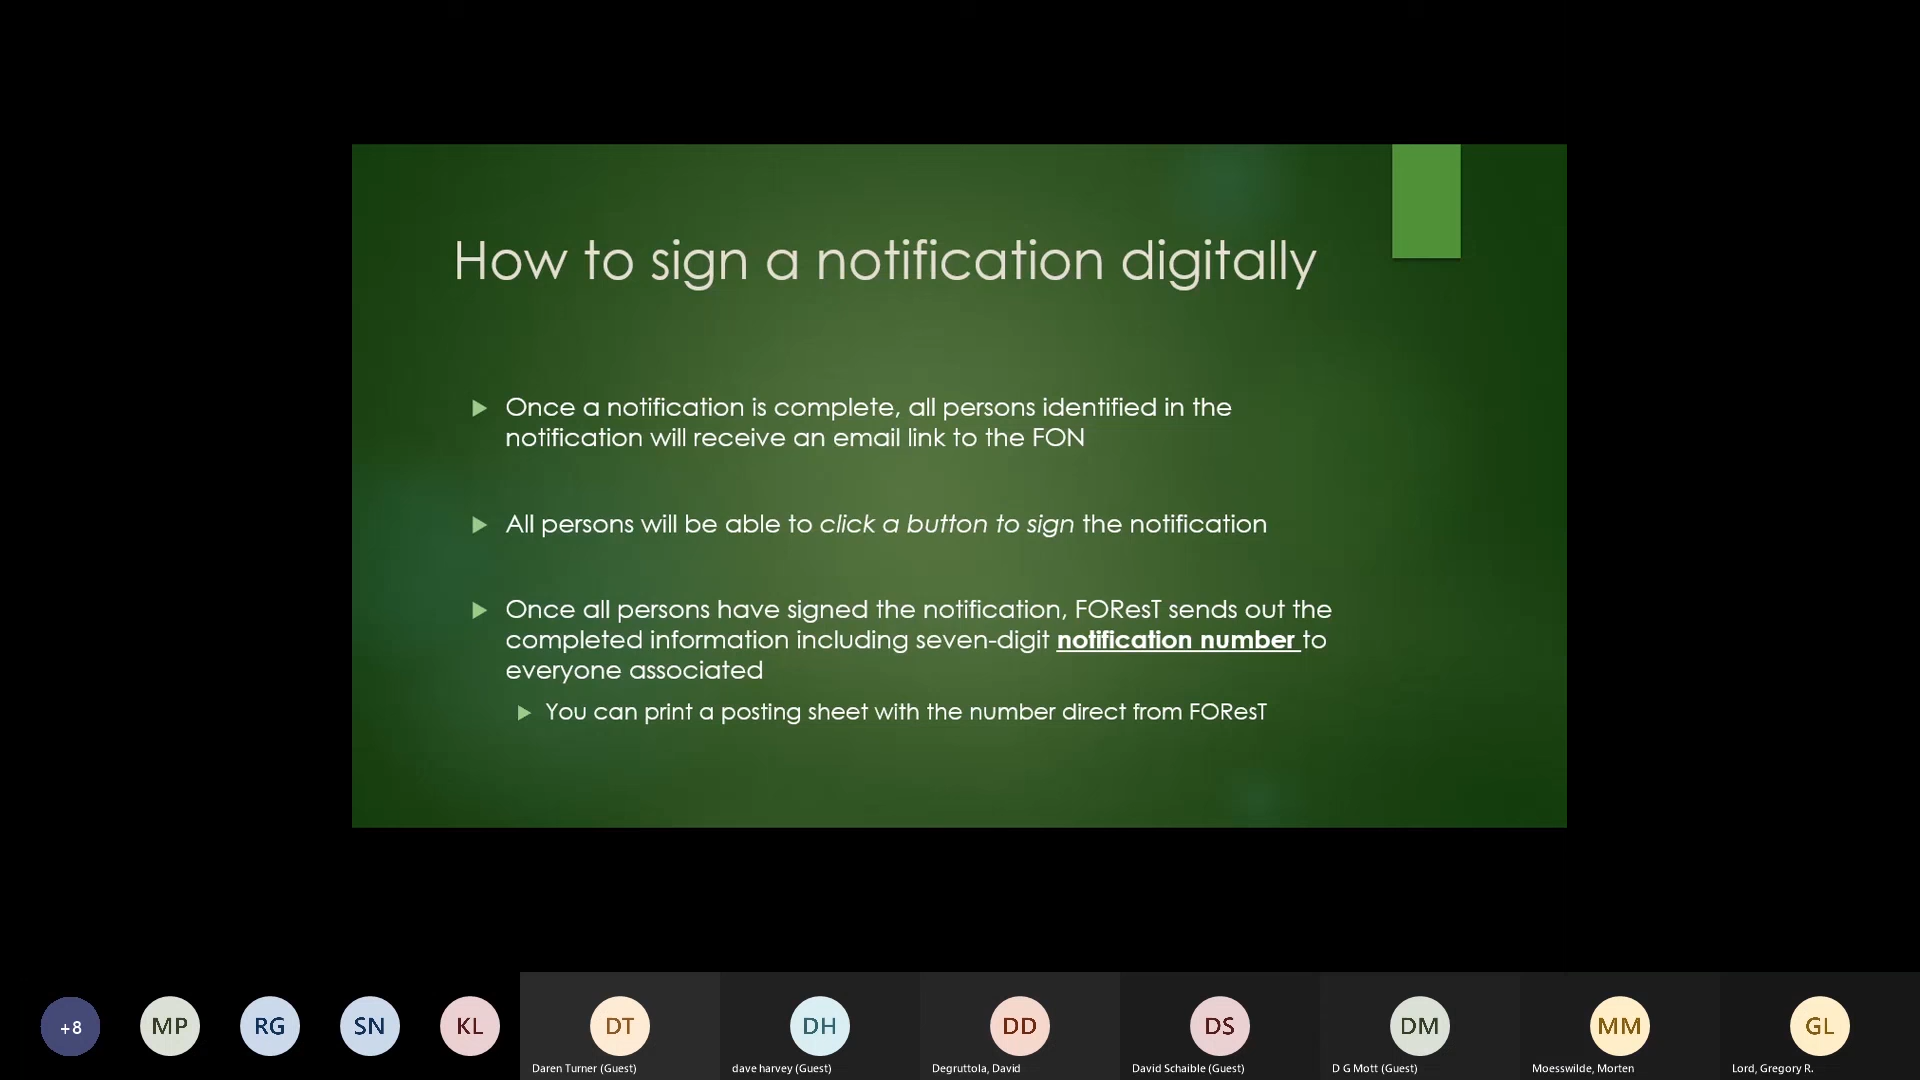 How to sign a notification digitally
Once a notification is complete, all persons identified in the
notification will receive an email link to the FON
All persons will be able to click a button to sign the notification
Once all persons have signed the notification, FOResT sends out the
completed information including seven-digit notification number to
everyone associated
You can print a posting sheet with the number direct from FOResT
+8
MP
RG
SN
KL
DT
DH
DD
DS
DM
MM
GL
Daren Turner (Guest)
dave harvey (Guest)
Degruttola, David
David Schaible (Guest)
D G Mott (Guest)
Moesswilde, Morten
Lord, Gregory R.